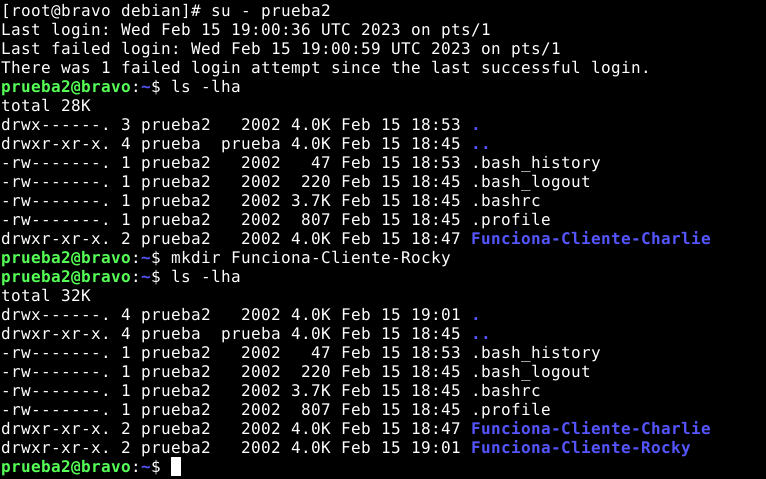 [root@bravo debian]# su - prueba2
Last login: Wed Feb 15 19:00:36 UTC 2023 on pts/1
Last failed login: Wed Feb 15 19:00:59 UTC 2023 on pts/1
There was 1 failed login attempt since the last successful login.
prueba2@bravo:~$ ls -lha
total 28K
drwx------. 3 prueba2   2002 4.0K Feb 15 18:53 .
drwxr-xr-x. 4 prueba  prueba 4.0K Feb 15 18:45 ..
-rw-------. 1 prueba2   2002   47 Feb 15 18:53 .bash_history
-rw-------. 1 prueba2   2002  220 Feb 15 18:45 .bash_logout
-rw-------. 1 prueba2   2002 3.7K Feb 15 18:45 .bashrc
-rw-------. 1 prueba2   2002  807 Feb 15 18:45 .profile
drwxr-xr-x. 2 prueba2   2002 4.0K Feb 15 18:47 Funciona-Cliente-Charlie
prueba2@bravo:~$ mkdir Funciona-Cliente-Rocky
prueba2@bravo:~$ ls -lha
total 32K
drwx------. 4 prueba2   2002 4.0K Feb 15 19:01 .
drwxr-xr-x. 4 prueba  prueba 4.0K Feb 15 18:45 ..
-rw-------. 1 prueba2   2002   47 Feb 15 18:53 .bash_history
-rw-------. 1 prueba2   2002  220 Feb 15 18:45 .bash_logout
-rw-------. 1 prueba2   2002 3.7K Feb 15 18:45 .bashrc
-rw-------. 1 prueba2   2002  807 Feb 15 18:45 .profile
drwxr-xr-x. 2 prueba2   2002 4.0K Feb 15 18:47 Funciona-Cliente-Charlie
drwxr-xr-x. 2 prueba2   2002 4.0K Feb 15 19:01 Funciona-Cliente-Rocky
prueba2@bravo:~$